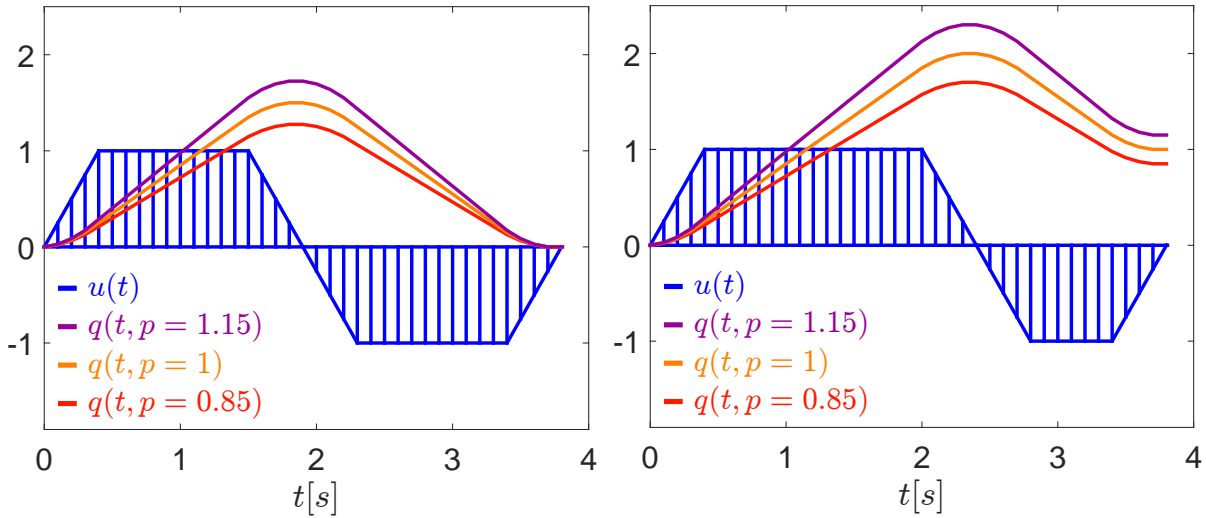 2
1
0
-1
u(t)
q(t, p = 1.15)
q(t, p = 1)
q(t, p = 0.85)
0 1 2 3 4
t[s]
2
1
0
-1
u(t)
q(t, p = 1.15)
q(t, p = 1)
q(t, p = 0.85)
0 1 2 3 4
t[s]